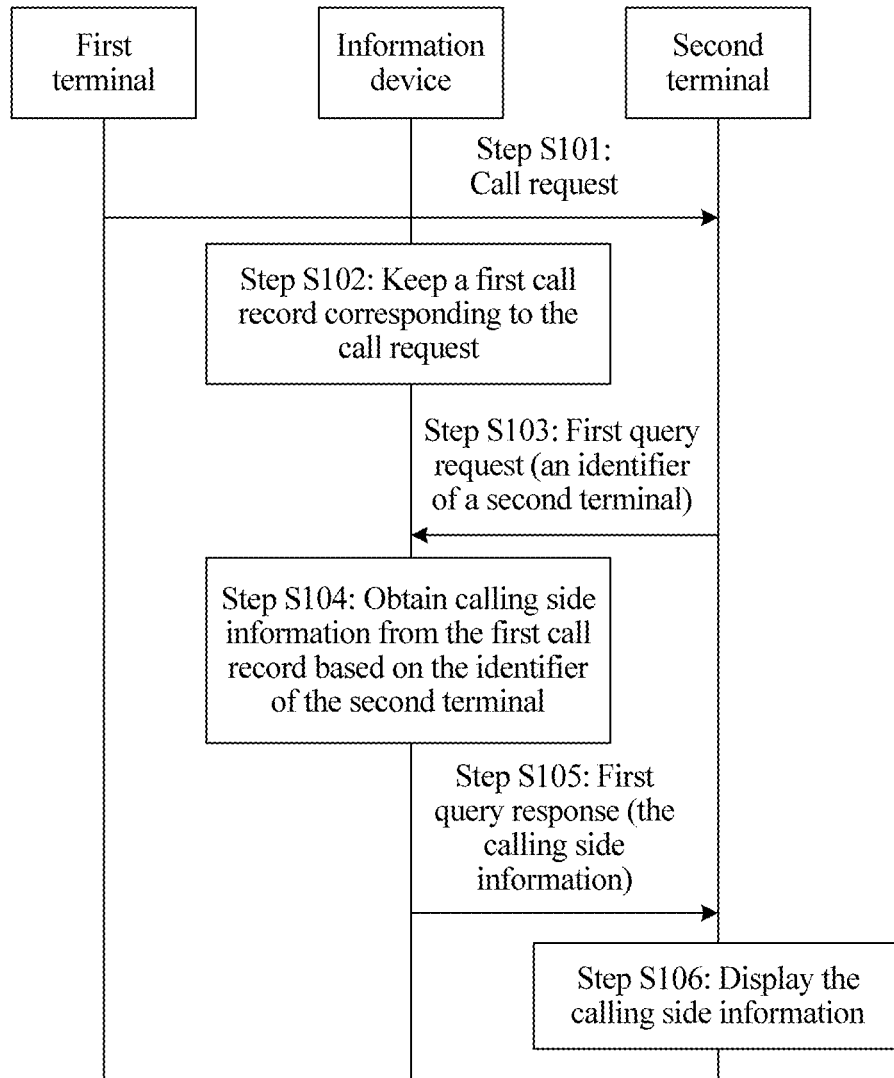 First
terminal
Information
device
Second
terminal
Step S101:
Call request
Step S102: Keep a first call
record corresponding to the
call request
Step S103: First query
request (an identifier
of a second terminal)
Step S104: Obtain calling side
information from the first call
record based on the identifier
of the second terminal
Step S105: First
query response (the
calling side
information)
Step S106: Display the
calling side information